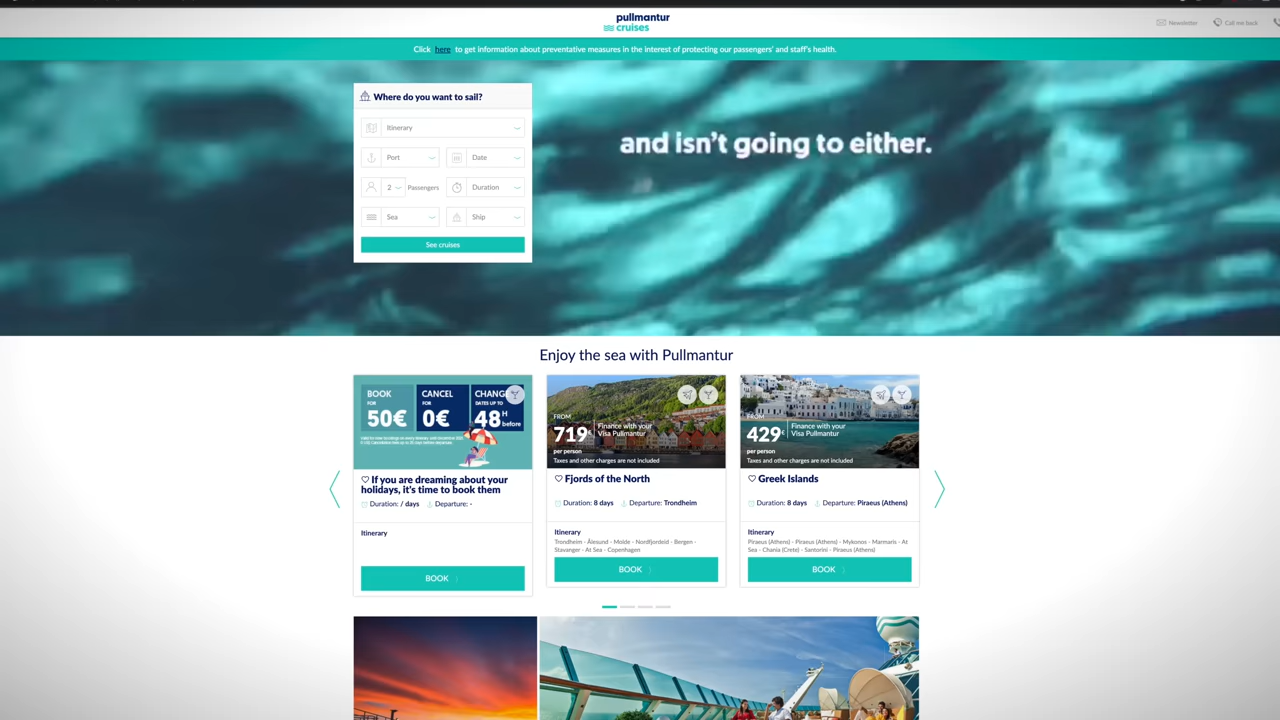 pullmantur
cruises
Newsletter
Call me back
Click here to get information about preventative measures in the interest of protecting our passengers' and staff's health.
Where do you want to sail?
Itinerary
Port
Date
2
Passengers
Duration
Sea
Ship
See cruises
and isn't going to either.
Enjoy the sea with Pullmantur
BOOK
FOR
50€
CANCEL
FOR
0€
CHANG
DATES UP TO
48H
before
If you are dreaming about your
holidays, it's time to book them
Duration: / days
Departure: -
Itinerary
BOOK
FROM
719€
Finance with your
Visa Pullmantur
per person
Taxes and other charges are not included
Fjords of the North
Duration: 8 days
Departure: Trondheim
Itinerary
Trondheim - Ålesund - Molde - Nordfjordeid - Bergen -
Stavanger - At Sea - Copenhagen
BOOK
FROM
429€
Finance with your
Visa Pullmantur
per person
Taxes and other charges are not included
Greek Islands
Duration: 8 days
Departure: Piraeus (Athens)
Itinerary
Piraeus (Athens) - Piraeus (Athens) - Mykonos - Marmaris - At
Sea - Chania (Crete) - Santorini - Piraeus (Athens)
BOOK